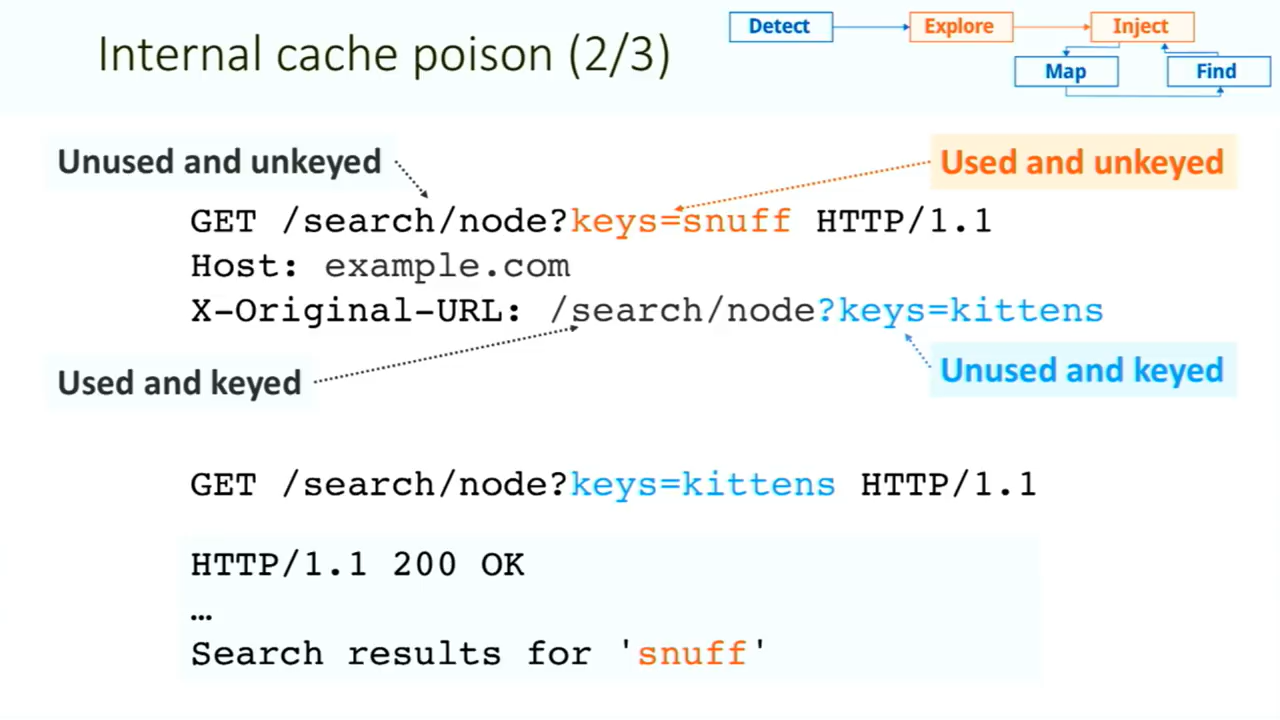 Internal cache poison (2/3)
Detect
Explore
Inject
Map
Find
Unused and unkeyed
Used and unkeyed
GET /search/node?keys=snuff HTTP/1.1
Host: example.com
X-Original-URL: /search/node?keys=kittens
Used and keyed
Unused and keyed
GET /search/node?keys=kittens HTTP/1.1
HTTP/1.1 200 OK
…
Search results for 'snuff'